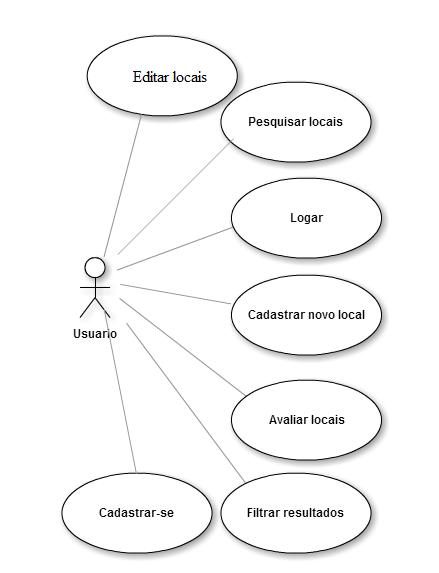 Editar locais
Pesquisar locais
Logar
Cadastrar novo local
Usuario
Avaliar locais
Cadastrar-se
Filtrar resultados